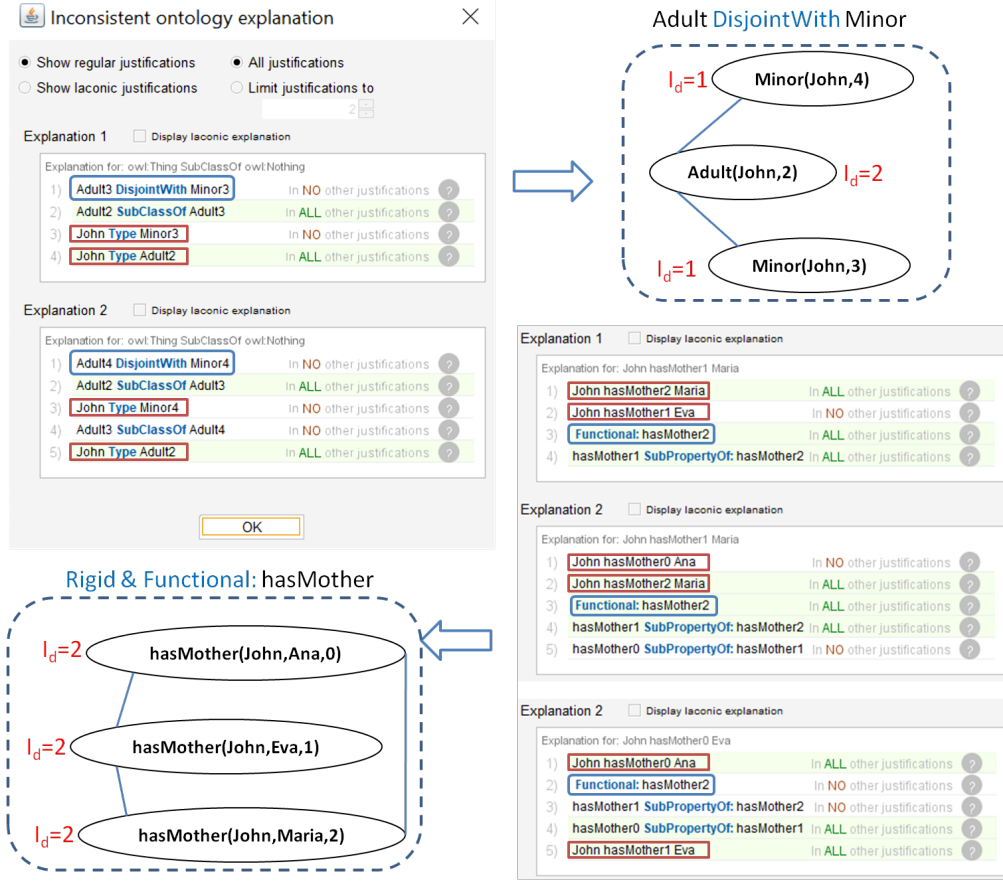 Inconsistent ontology explanation
Show regular justifications
All justifications
Show laconic justifications
Limit justifications to
2
Explanation 1
Display laconic explanation
Explanation for: owl:Thing SubClassOf owl:Nothing
1) Adult3 DisjointWith Minor3 In NO other justifications ?
2) Adult2 SubClassOf Adult3 In ALL other justifications ?
3) John Type Minor3 In NO other justifications ?
4) John Type Adult2 In ALL other justifications ?
Explanation 2
Display laconic explanation
Explanation for: owl:Thing SubClassOf owl:Nothing
1) Adult4 DisjointWith Minor4 In NO other justifications ?
2) Adult2 SubClassOf Adult3 In ALL other justifications ?
3) John Type Minor4 In NO other justifications ?
4) Adult3 SubClassOf Adult4 In NO other justifications ?
5) John Type Adult2 In ALL other justifications ?
OK
Adult DisjointWith Minor
Id=1 Minor(John,4)
Adult(John,2) Id=2
Id=1 Minor(John,3)
Explanation 1
Display laconic explanation
Explanation for: John hasMother1 Maria
1) John hasMother2 Maria In ALL other justifications ?
2) John hasMother1 Eva In NO other justifications ?
3) Functional: hasMother2 In ALL other justifications ?
4) hasMother1 SubPropertyOf: hasMother2 In ALL other justifications ?
Explanation 2
Display laconic explanation
Explanation for: John hasMother1 Maria
1) John hasMother0 Ana In NO other justifications ?
2) John hasMother2 Maria In ALL other justifications ?
3) Functional: hasMother2 In ALL other justifications ?
4) hasMother1 SubPropertyOf: hasMother2 In ALL other justifications ?
5) hasMother0 SubPropertyOf: hasMother1 In NO other justifications ?
Explanation 2
Display laconic explanation
Explanation for: John hasMother0 Eva
1) John hasMother0 Ana In ALL other justifications ?
2) Functional: hasMother2 In NO other justifications ?
3) hasMother1 SubPropertyOf: hasMother2 In NO other justifications ?
4) hasMother0 SubPropertyOf: hasMother1 In ALL other justifications ?
5) John hasMother1 Eva In ALL other justifications ?
Rigid & Functional: hasMother
Id=2 hasMother(John,Ana,0)
Id=2 hasMother(John,Eva,1)
Id=2 hasMother(John,Maria,2)